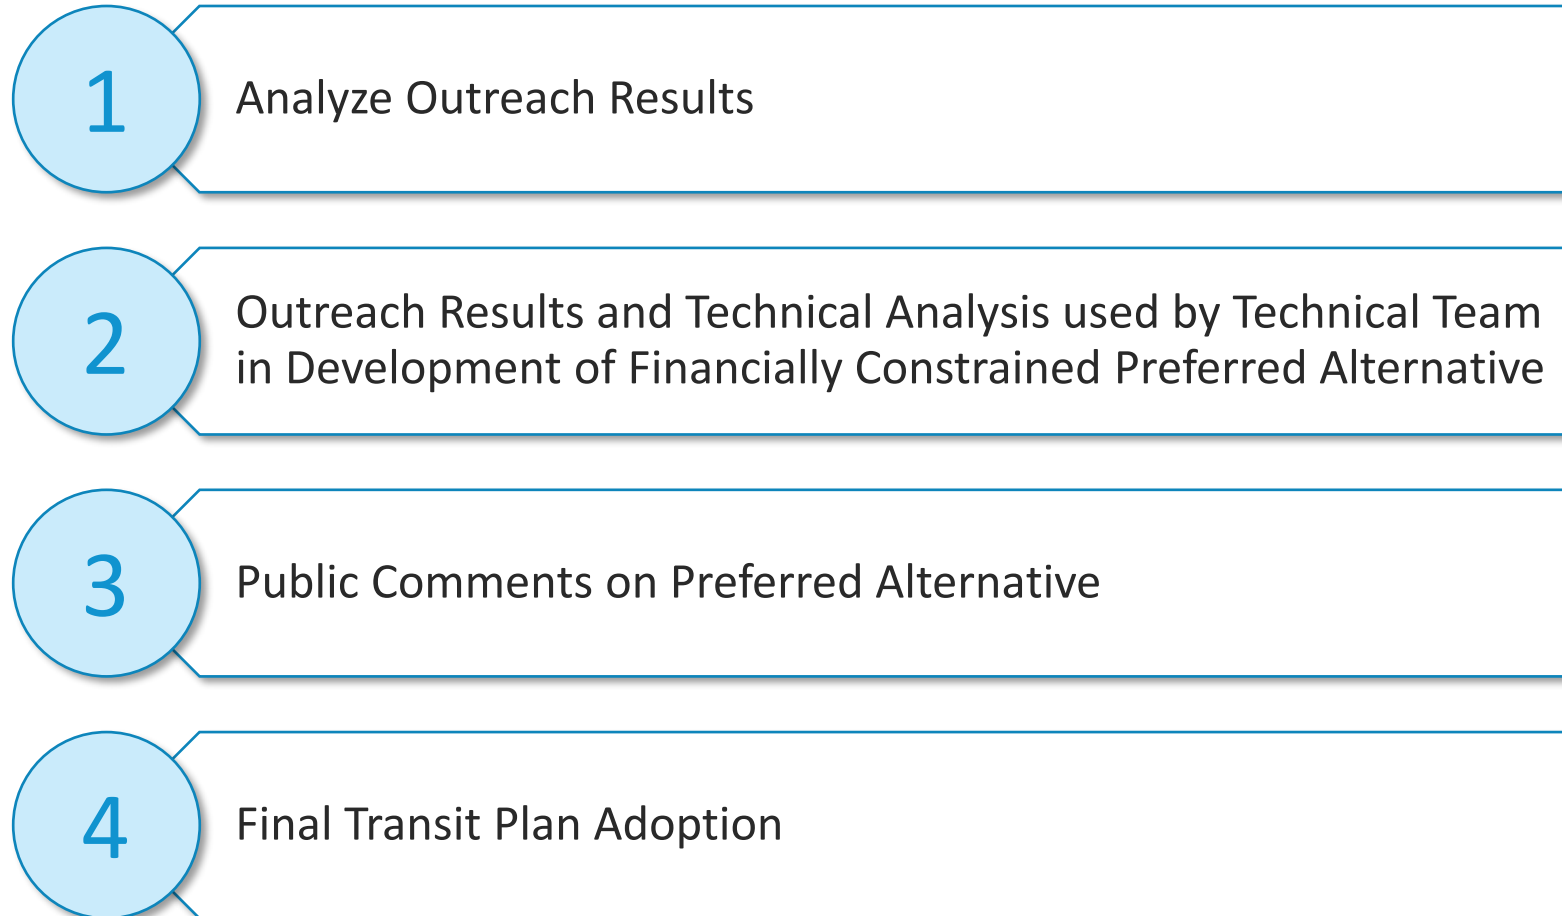 1
Analyze Outreach Results
2
Outreach Results and Technical Analysis used by Technical Team
in Development of Financially Constrained Preferred Alternative
3
Public Comments on Preferred Alternative
4
Final Transit Plan Adoption